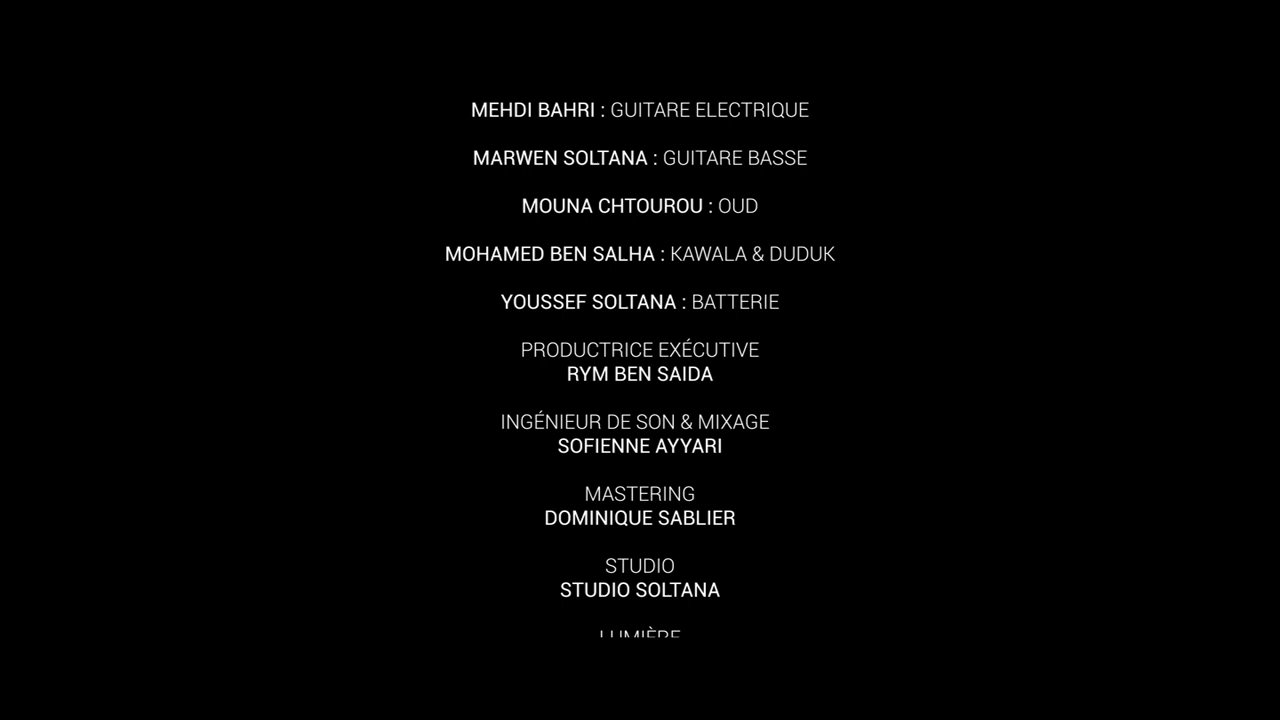 MEHDI BAHRI : GUITARE ELECTRIQUE
MARWEN SOLTANA : GUITARE BASSE
MOUNA CHTOUROU : OUD
MOHAMED BEN SALHA : KAWALA & DUDUK
YOUSSEF SOLTANA : BATTERIE
PRODUCTRICE EXÉCUTIVE
RYM BEN SAIDA
INGÉNIEUR DE SON & MIXAGE
SOFIENNE AYYARI
MASTERING
DOMINIQUE SABLIER
STUDIO
STUDIO SOLTANA
LUMIÈRE